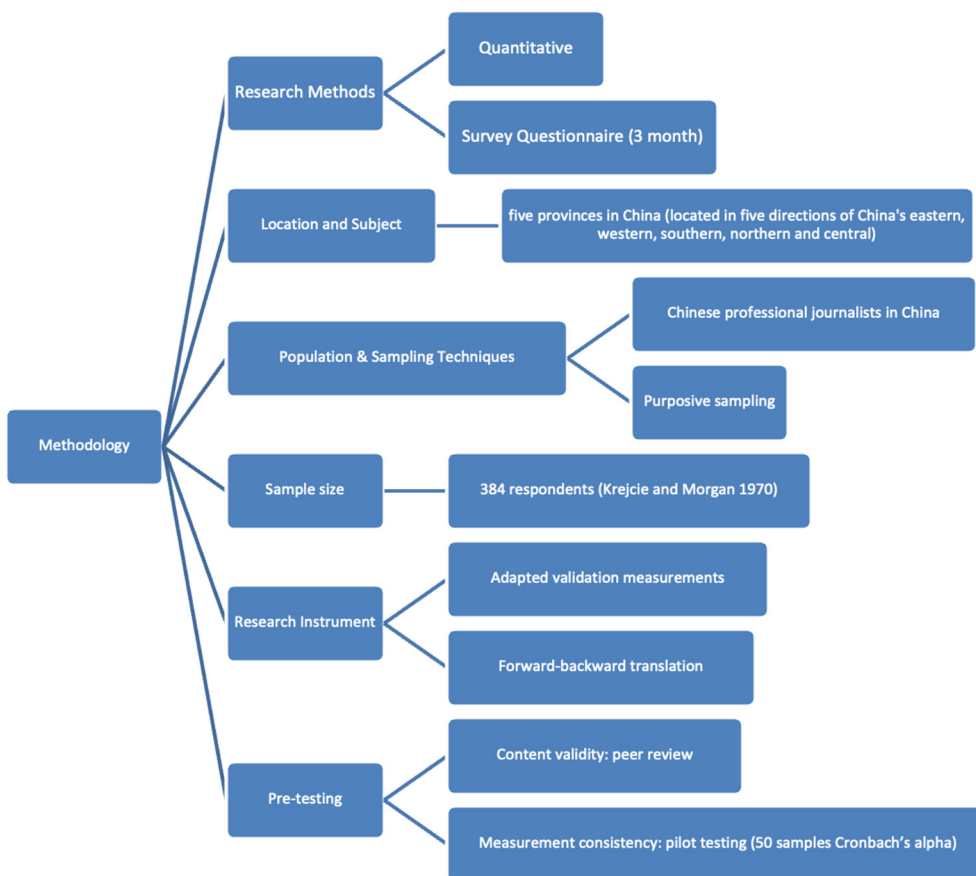 Methodology
Research Methods
Quantitative
Survey Questionnaire (3 month)
Location and Subject
five provinces in China (located in five directions of China's eastern,
western, southern, northern and central)
Population & Sampling Techniques
Chinese professional journalists in China
Purposive sampling
Sample size
384 respondents (Krejcie and Morgan 1970)
Research Instrument
Adapted validation measurements
Forward-backward translation
Pre-testing
Content validity: peer review
Measurement consistency: pilot testing (50 samples Cronbach’s alpha)